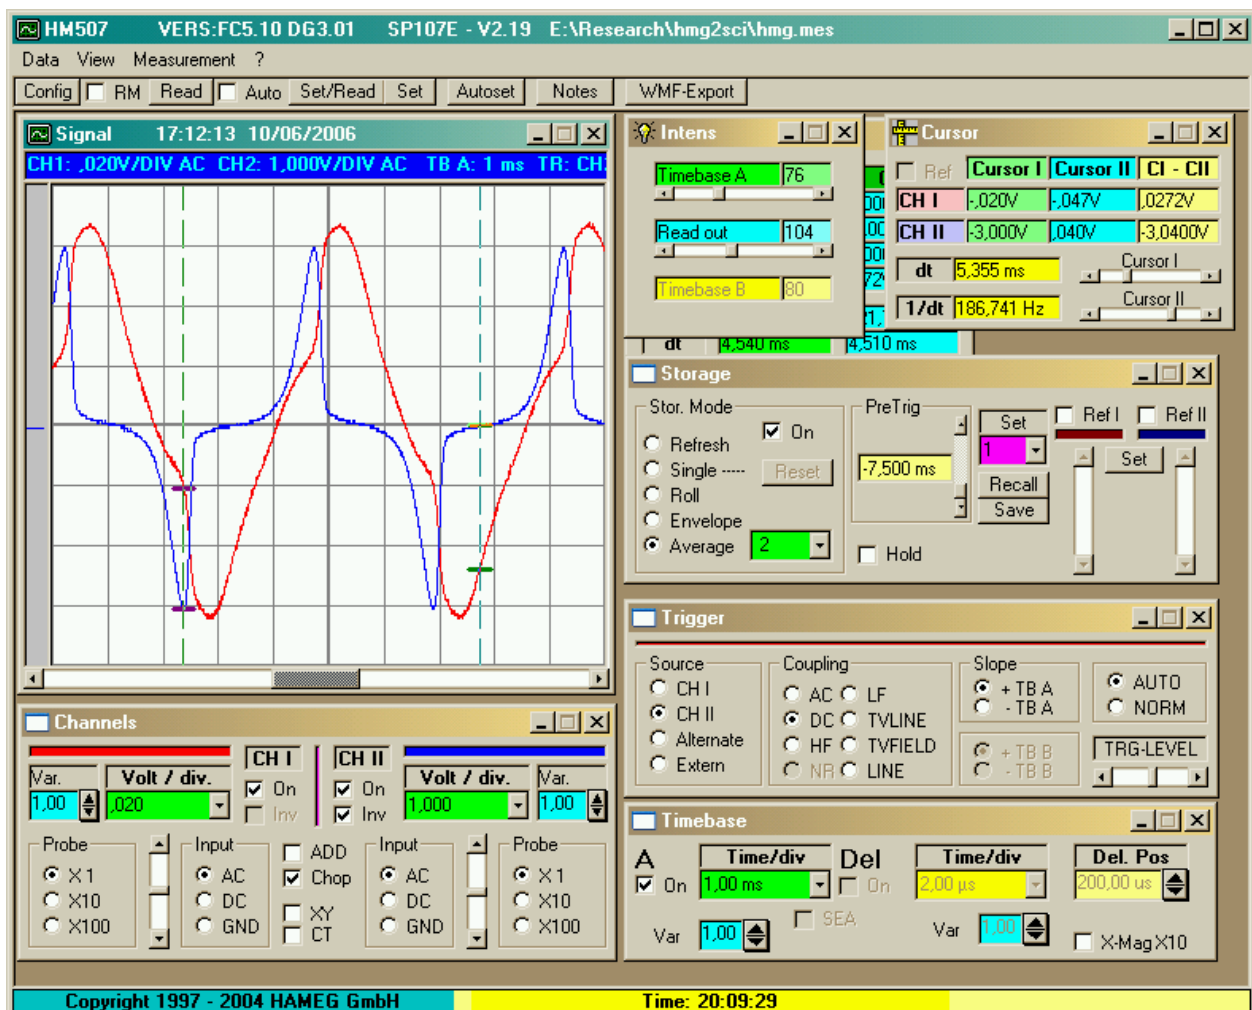 HM507 VERS:FC5.10 DG3.01 SP107E - V2.19 E:\Research\hmg2sci\hmg.mes
Data View Measurement ?
Config RM Read Auto Set/Read Set Autoset Notes WMF-Export
Signal 17:12:13 10/06/2006
CH1: ,020V/DIV AC CH2: 1,000V/DIV AC TB A: 1 ms TR: CH
Intens
Timebase A 76
Read out 104
Timebase B 80
Cursor
Ref Cursor I Cursor II CI - CII
CH I -,020V -,047V ,0272V
CH II -3,000V ,040V -3,0400V
dt 5,355 ms Cursor I
1/dt 186,741 Hz Cursor II
dt 4,540 ms 4,510 ms
Storage
Stor. Mode
On
Refresh
Single -----
Reset
Roll
Envelope
Average 2
PreTrig
-7,500 ms
Hold
Set
1
Recall
Save
Ref I Ref II
Set
Trigger
Source
CH I
CH II
Alternate
Extern
Coupling
AC LF
DC TVLINE
HF TVFIELD
NR LINE
Slope
+ TB A
- TB A
+ TB B
- TB B
AUTO
NORM
TRG-LEVEL
Channels
CH I CH II
Var. Volt / div. On On Volt / div. Var.
1,00 ,020 Inv Inv 1,000 1,00
Probe Input ADD Input Probe
X1 AC Chop AC X1
X10 DC XY DC X10
X100 GND CT GND X100
Timebase
A Time/div Del Time/div Del. Pos
On 1,00 ms On 2,00 µs 200,00 us
Var 1,00 SEA Var 1,00 X-Mag X10
Copyright 1997 - 2004 HAMEG GmbH Time: 20:09:29